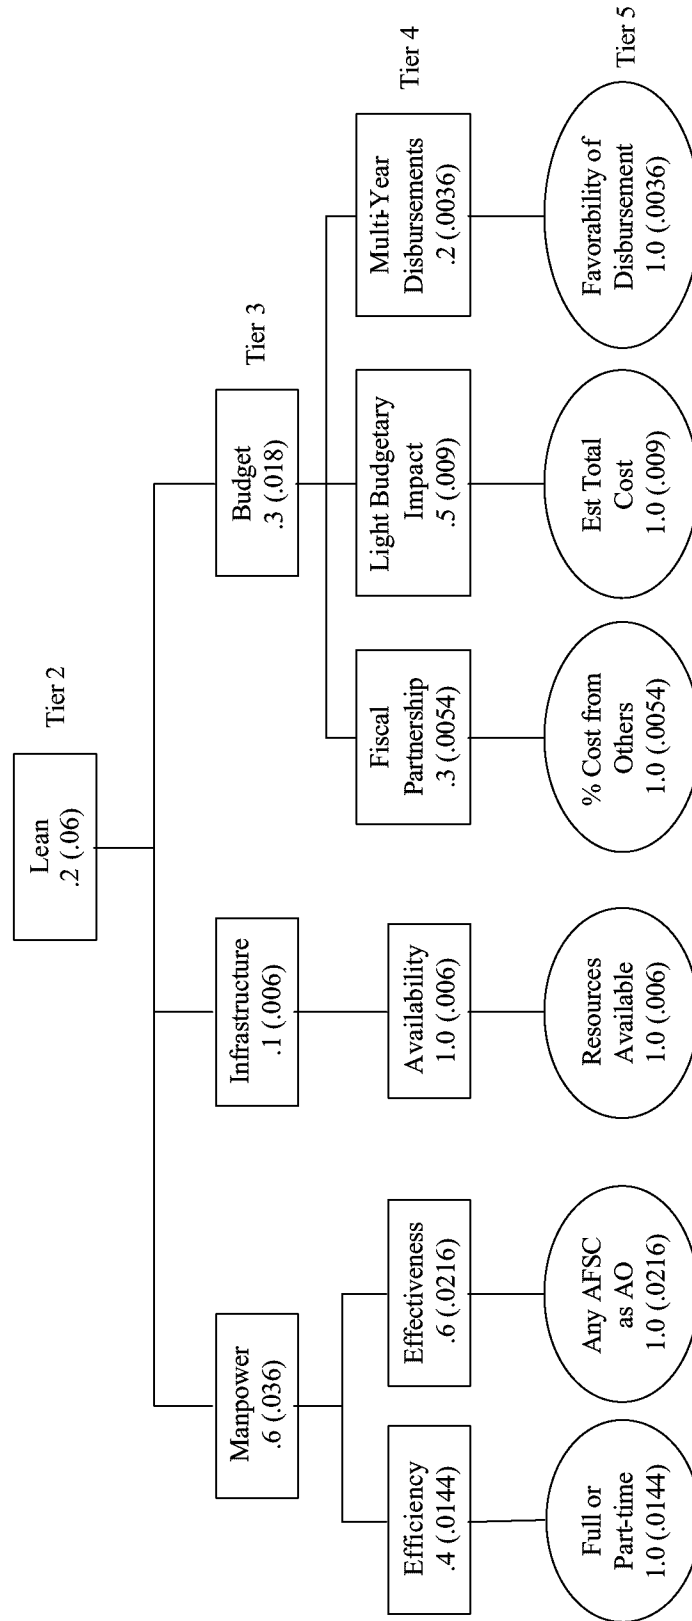 Lean
.2 (.06)
Tier 2
Manpower
.6 (.036)
Infrastructure
.1 (.006)
Budget
.3 (.018)
Tier 3
Efficiency
.4 (.0144)
Effectiveness
.6 (.0216)
Availability
1.0 (.006)
Fiscal
Partnership
.3 (.0054)
Light Budgetary
Impact
.5 (.009)
Multi-Year
Disbursements
.2 (.0036)
Tier 4
Full or
Part-time
1.0 (.0144)
Any AFSC
as AO
1.0 (.0216)
Resources
Available
1.0 (.006)
% Cost from
Others
1.0 (.0054)
Est Total
Cost
1.0 (.009)
Favorability of
Disbursement
1.0 (.0036)
Tier 5